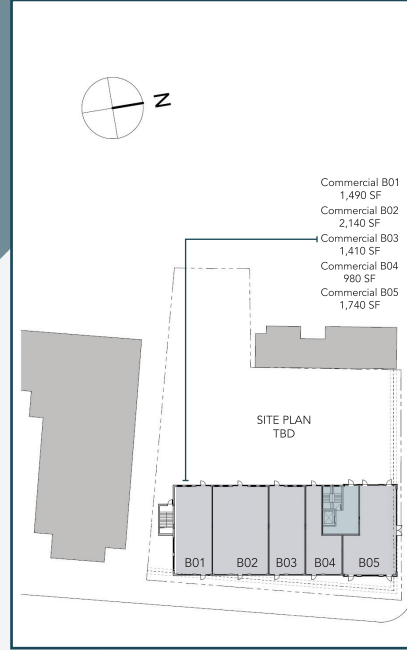 N
Commercial B01
1,490 SF
Commercial B02
2,140 SF
Commercial B03
1,410 SF
Commercial B04
980 SF
Commercial B05
1,740 SF
SITE PLAN
TBD
B01 B02 B03 B04 B05